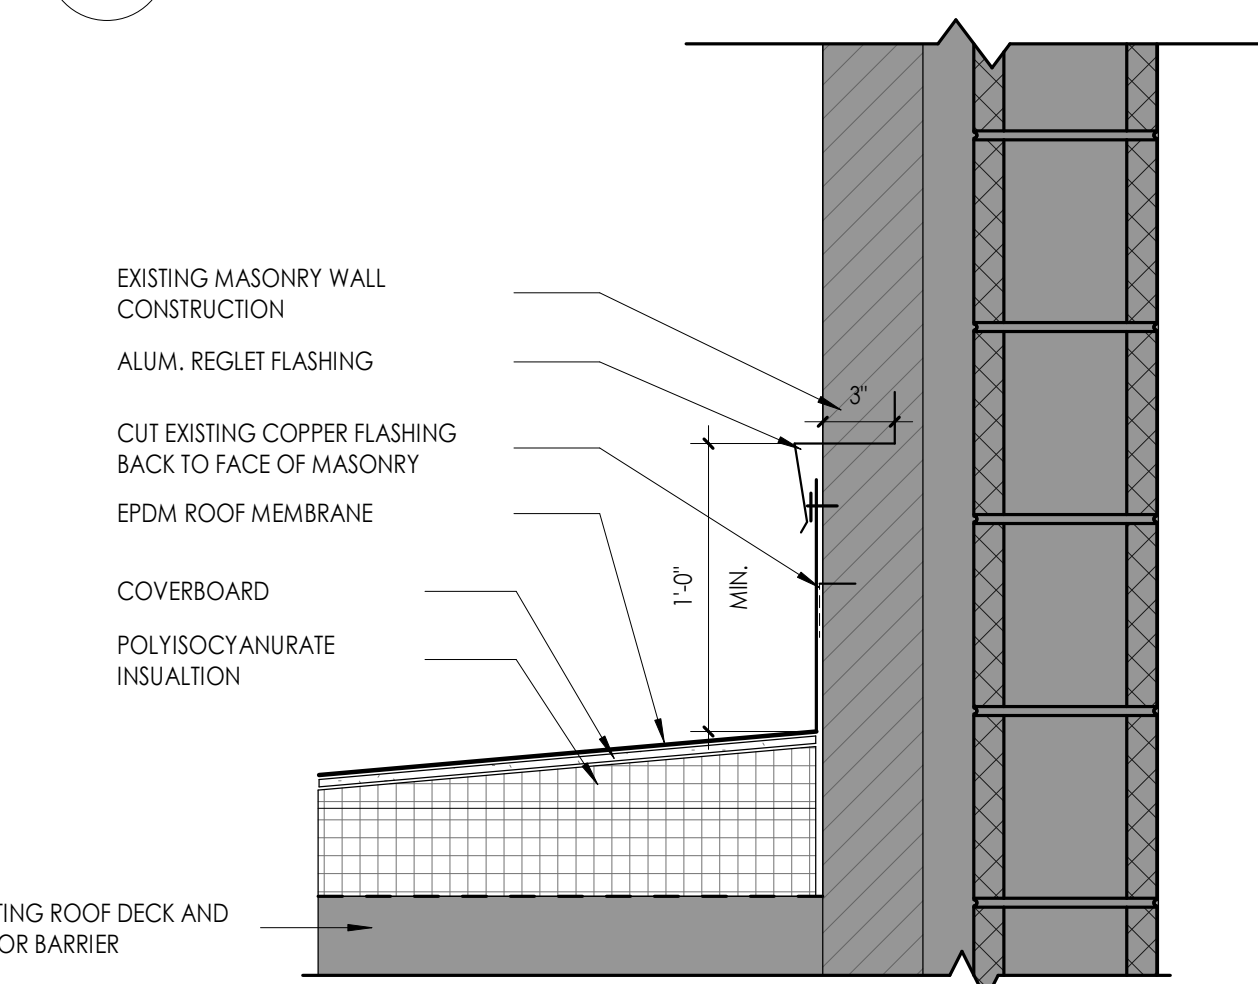 EXISTING MASONRY WALL
CONSTRUCTION
ALUM. REGLET FLASHING
3"
CUT EXISTING COPPER FLASHING
BACK TO FACE OF MASONRY
EPDM ROOF MEMBRANE
1'-0"
MIN.
COVERBOARD
POLYISOCYANURATE
INSUALTION
TING ROOF DECK AND
OR BARRIER